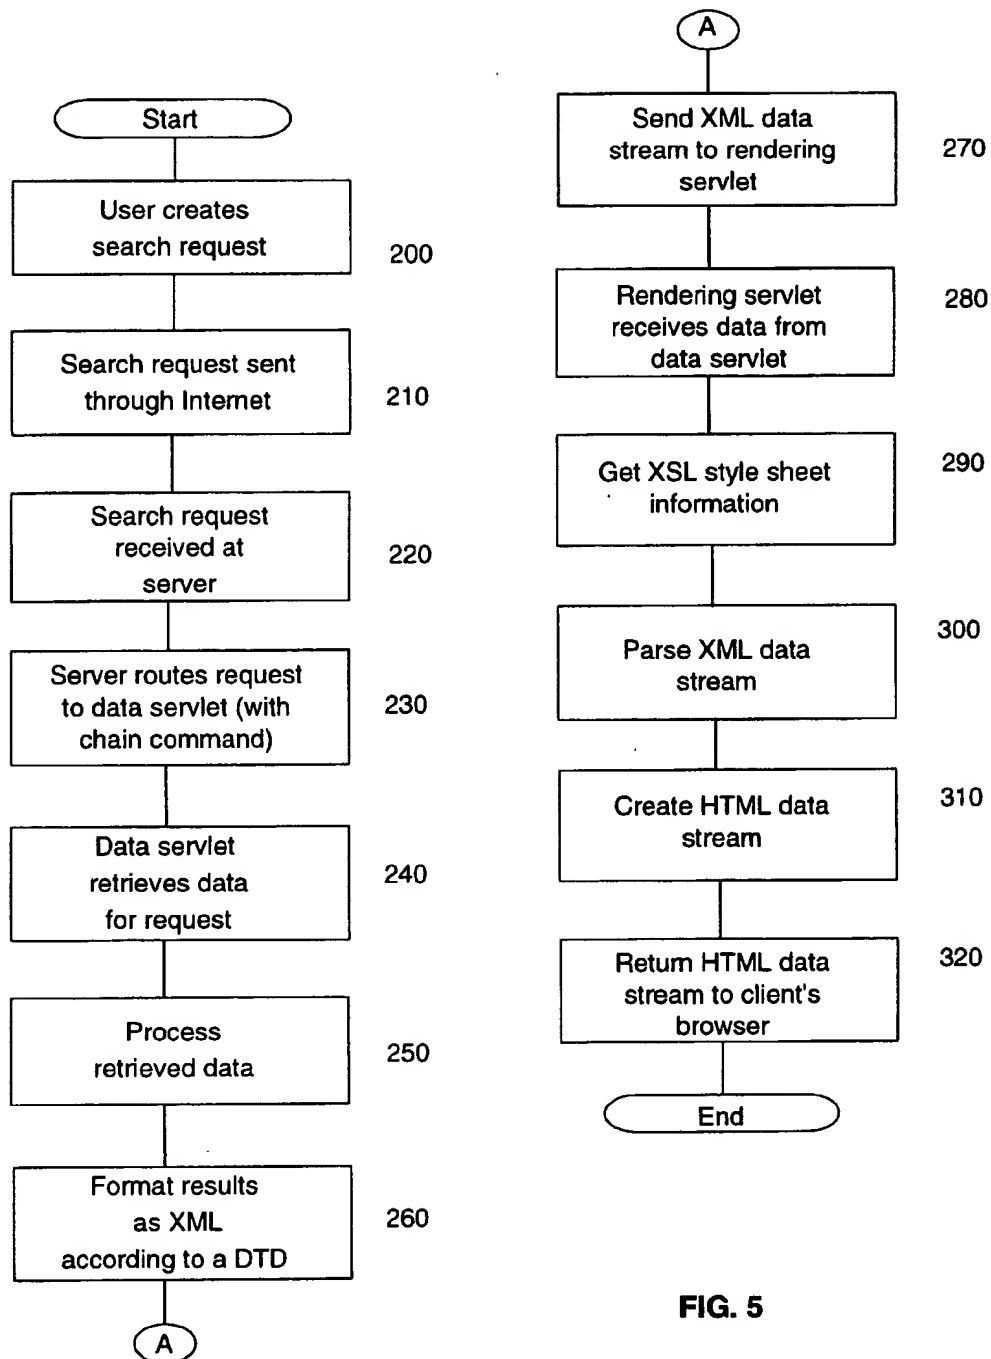 Start
User creates
search request
200
Search request sent
through Internet
210
Search request
received at
server
220
Server routes request
to data servlet (with
chain command)
230
Data servlet
retrieves data
for request
240
Process
retrieved data
250
Format results
as XML
according to a DTD
260
A
A
Send XML data
stream to rendering
servlet
270
Rendering servlet
receives data from
data servlet
280
Get XSL style sheet
information
290
Parse XML data
stream
300
Create HTML data
stream
310
Return HTML data
stream to client's
browser
320
End
FIG. 5